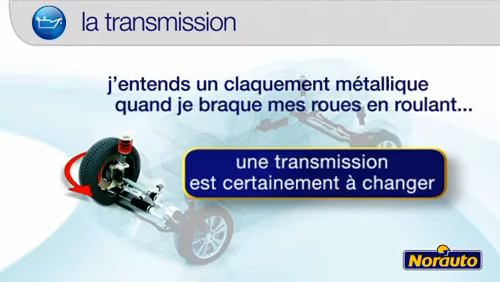 la transmission
j'entends un claquement métallique
quand je braque mes roues en roulant...
une transmission
est certainement à changer
Norauto